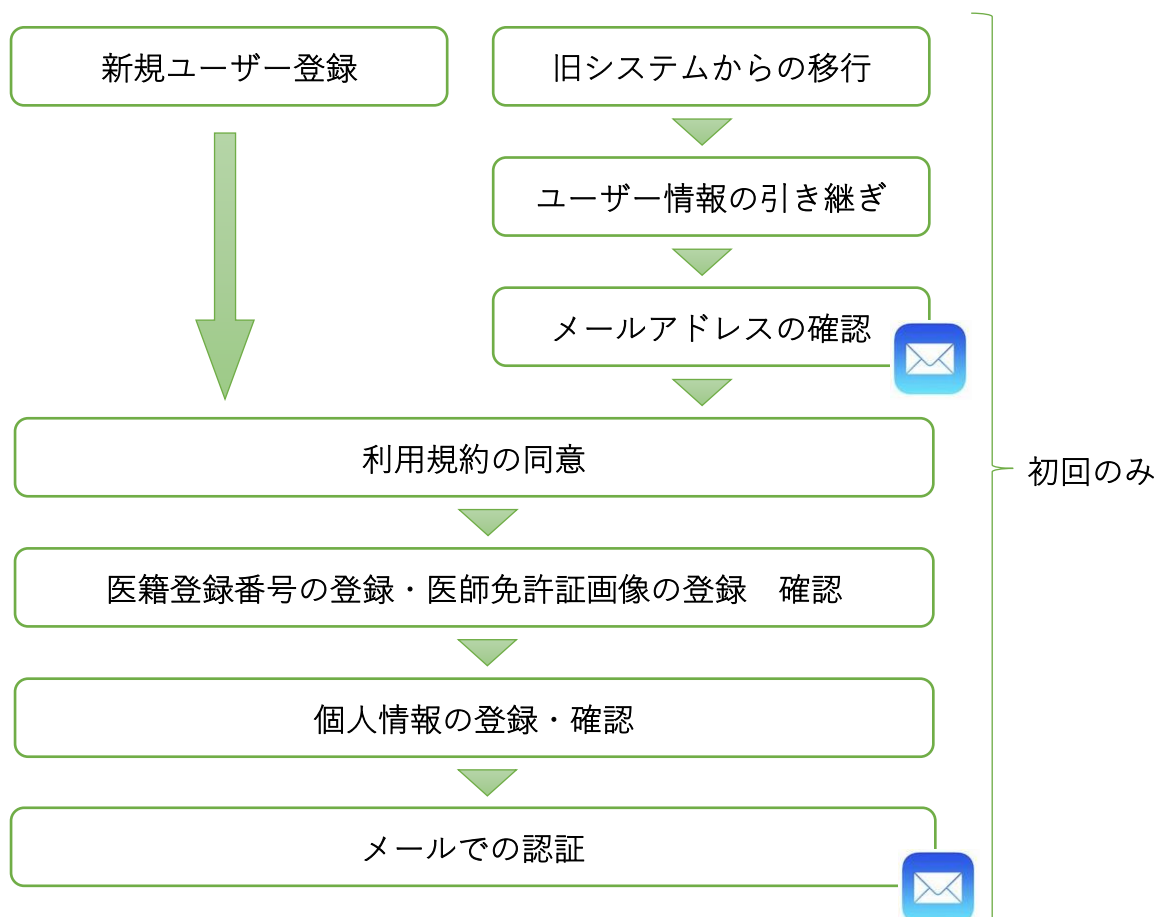 新規ユーザー登録
旧システムからの移行
ユーザー情報の引き継ぎ
メールアドレスの確認
利用規約の同意
初回のみ
医籍登録番号の登録・医師免許証画像の登録　確認
個人情報の登録・確認
メールでの認証